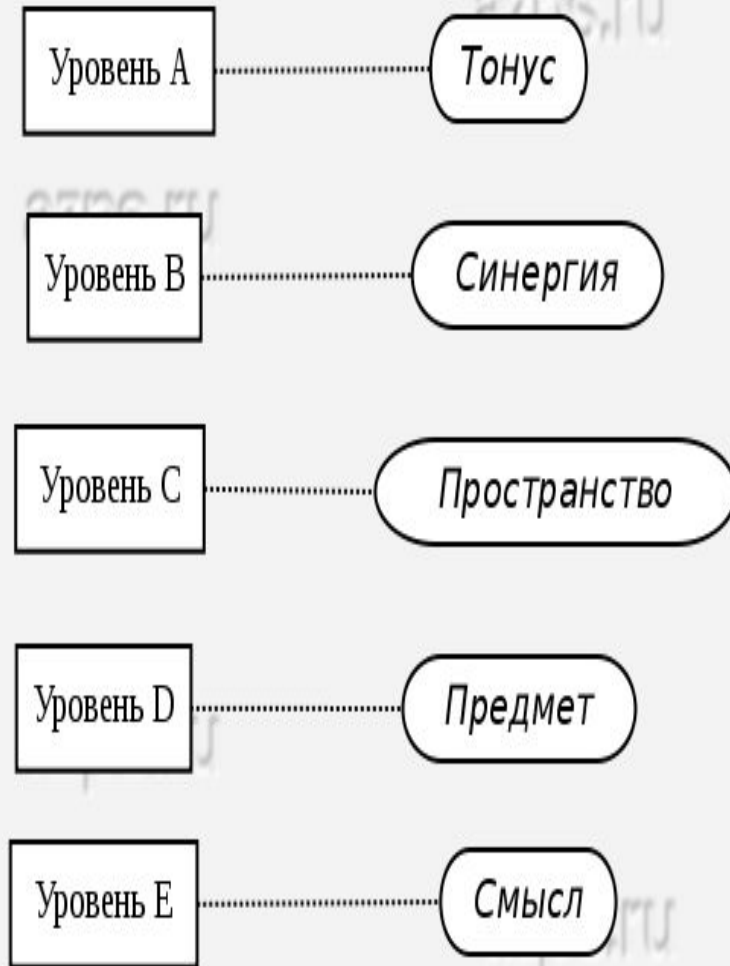 Уровень A
Тонус
Уровень B
Синергия
Уровень C
Пространство
Уровень D
Предмет
Уровень E
Смысл